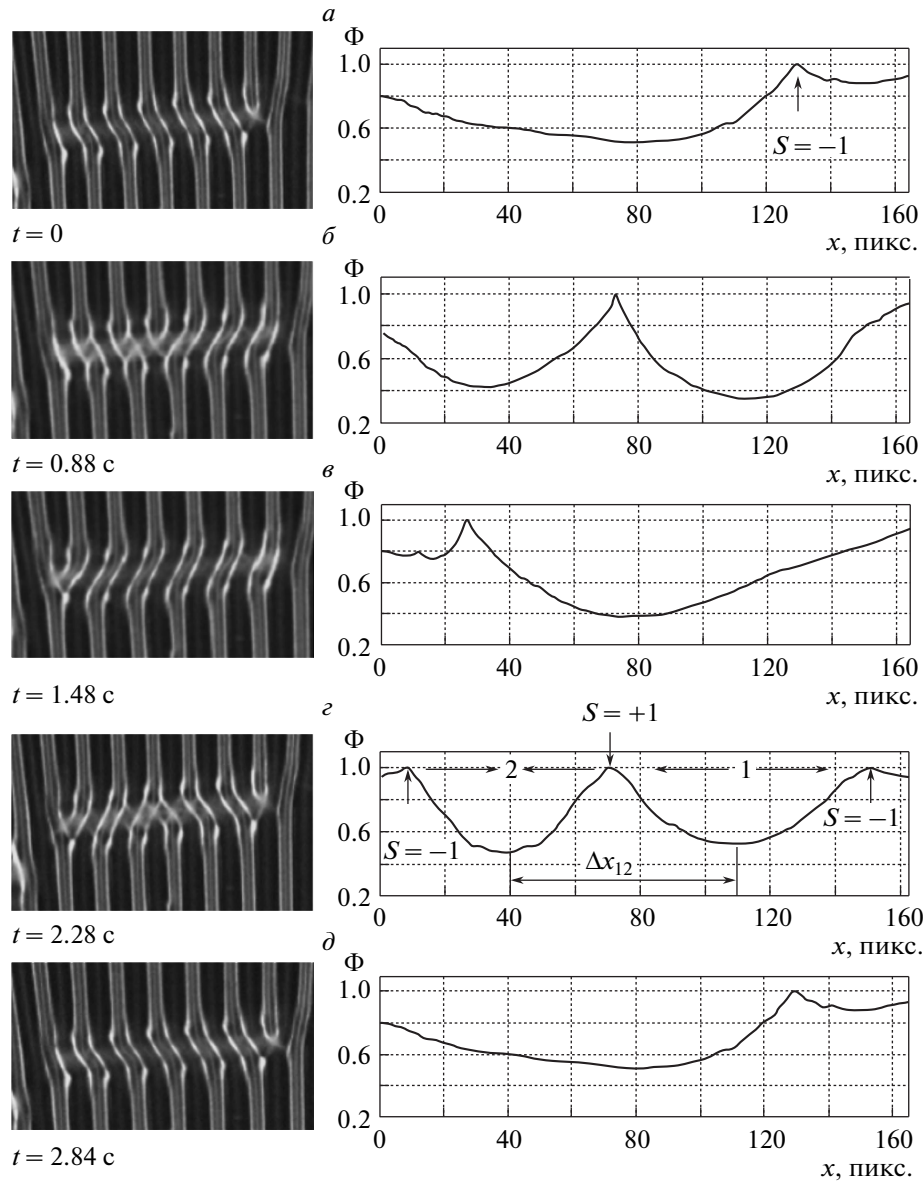 а
Φ
1.0
0.6
0.2
S = −1
0 40 80 120 160
x, пикс.
t = 0
б
Φ
1.0
0.6
0.2
0 40 80 120 160
x, пикс.
t = 0.88 с
в
Φ
1.0
0.6
0.2
0 40 80 120 160
x, пикс.
t = 1.48 с
г
S = +1
Φ
1.0
2 1
0.6
S = −1 S = −1
Δx12
0.2
0 40 80 120 160
x, пикс.
t = 2.28 с
д
Φ
1.0
0.6
0.2
0 40 80 120 160
x, пикс.
t = 2.84 с